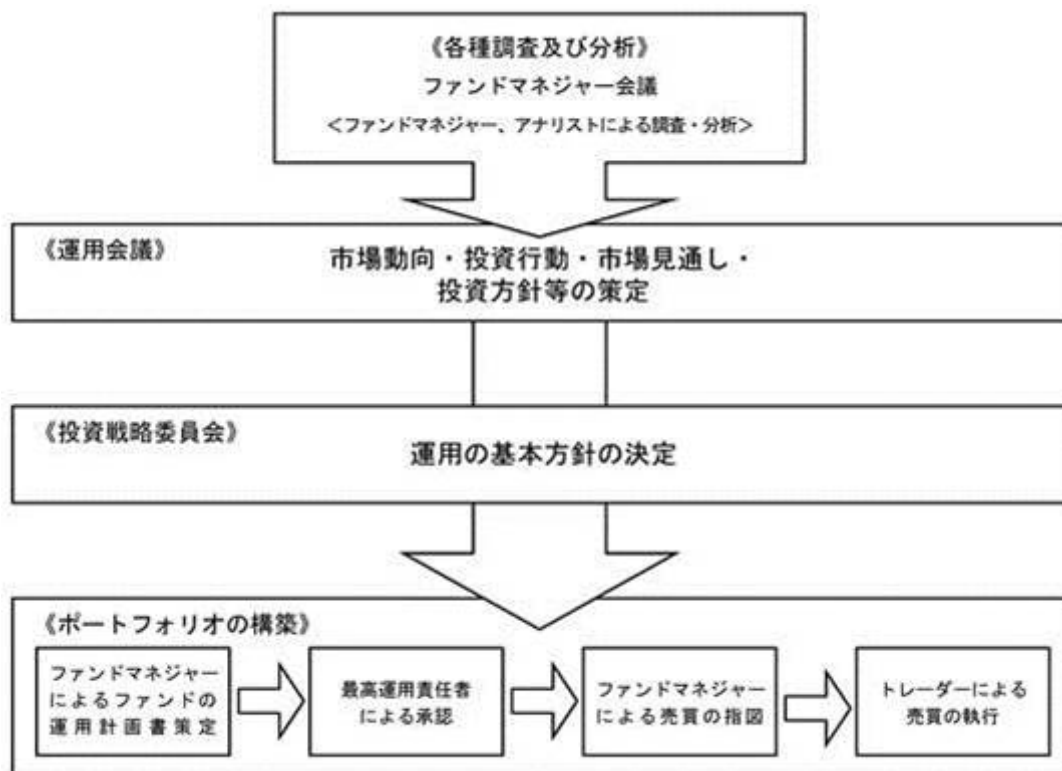 《各種調査及び分析》
ファンドマネジャー会議
＜ファンドマネジャー、アナリストによる調査・分析＞
《運用会議》
市場動向・投資行動・市場見通し・
投資方針等の策定
《投資戦略委員会》
運用の基本方針の決定
《ポートフォリオの構築》
ファンドマネジャー
によるファンドの
運用計画書策定
最高運用責任者
による承認
ファンドマネジャー
による売買の指図
トレーダーによる
売買の執行